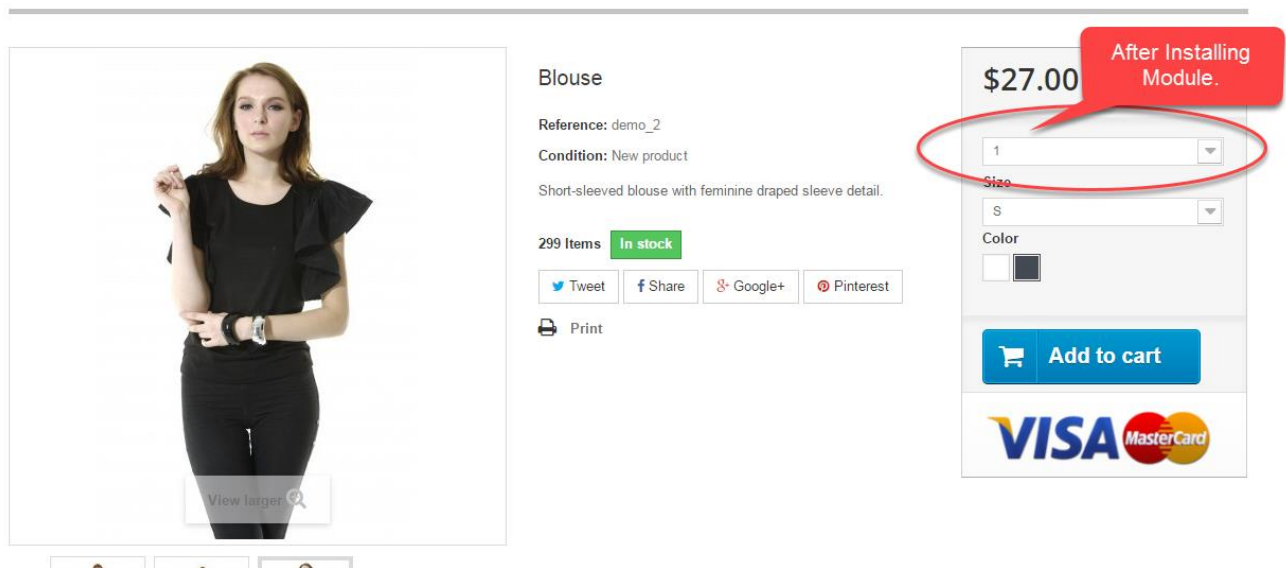 Blouse
Reference: demo_2
Condition: New product
Short-sleeved blouse with feminine draped sleeve detail.
299 Items In stock
Tweet
Share
Google+
Pinterest
Print
View larger
After Installing
Module.
$27.00
1
Size
S
Color
Add to cart
VISA MasterCard